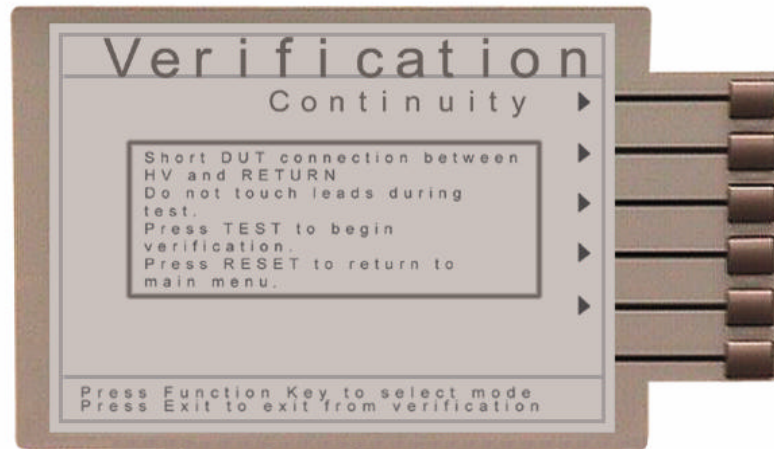 Verification
Continuity
Short DUT connection between
HV and RETURN
Do not touch leads during
test.
Press TEST to begin
verification.
Press RESET to return to
main menu.
Press Function Key to select mode
Press Exit to exit from verification